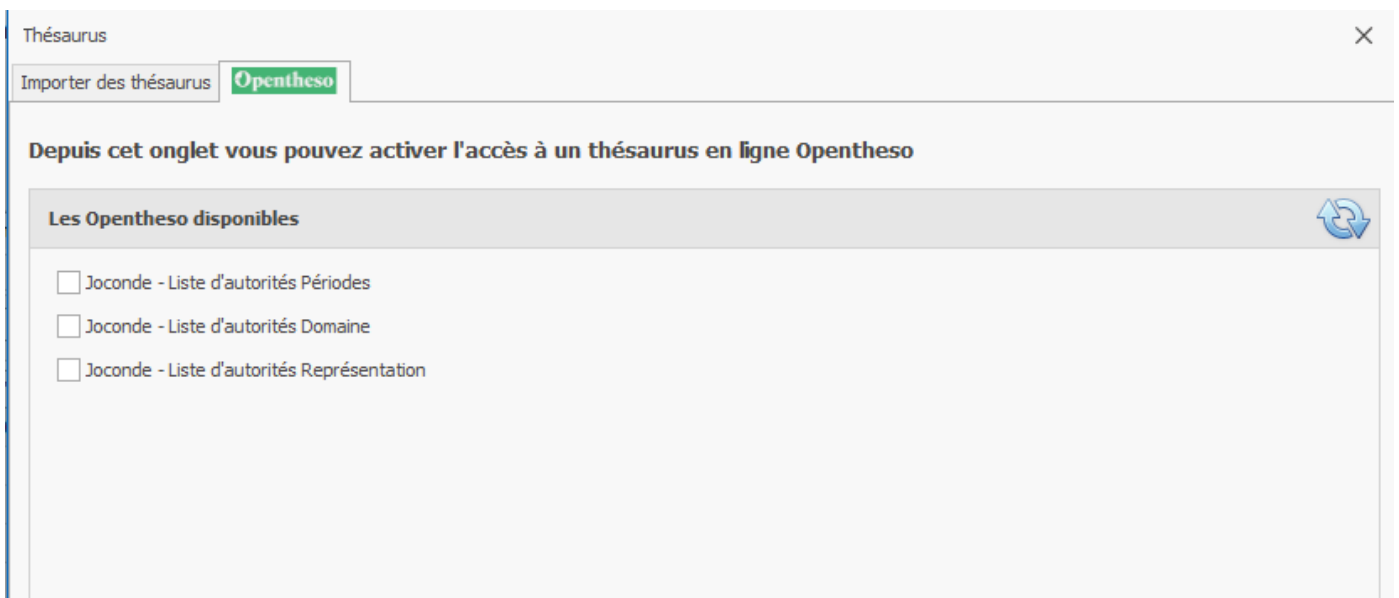 Thésaurus
Importer des thésaurus Opentheso
Depuis cet onglet vous pouvez activer l'accès à un thésaurus en ligne Opentheso
Les Opentheso disponibles
Joconde - Liste d'autorités Périodes
Joconde - Liste d'autorités Domaine
Joconde - Liste d'autorités Représentation